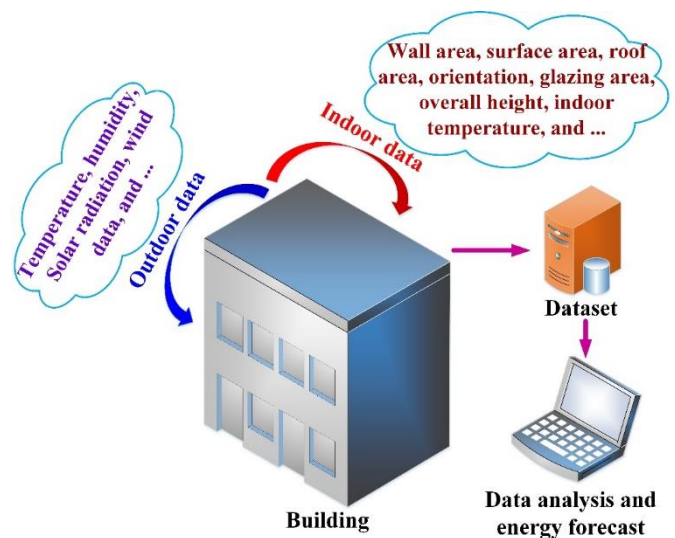 Wall area, surface area, roof
area, orientation, glazing area,
overall height, indoor
temperature, and ...
Temperature, humidity,
Solar radiation, wind
data, and ...
Indoor data
Outdoor data
Dataset
Building
Data analysis and
energy forecast